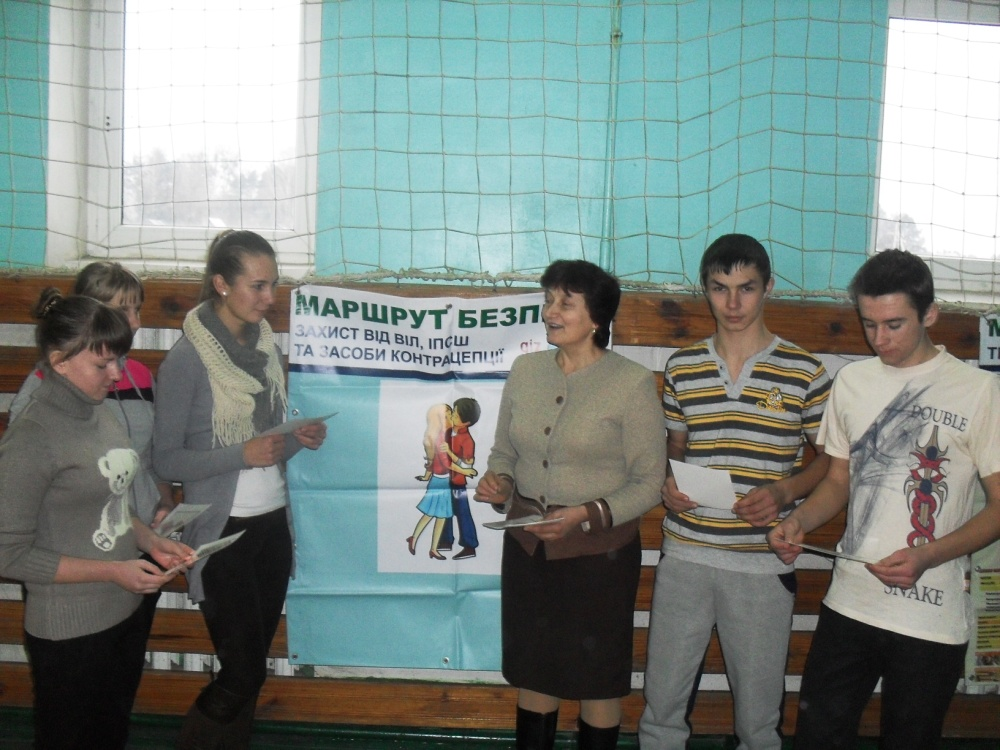 МАРШРУТ БЕЗП
ЗАХИСТ ВІД ВІЛ, ІПСШ
ТА ЗАСОБИ КОНТРАЦЕПЦІЇ
DOUBLE
SNAKE